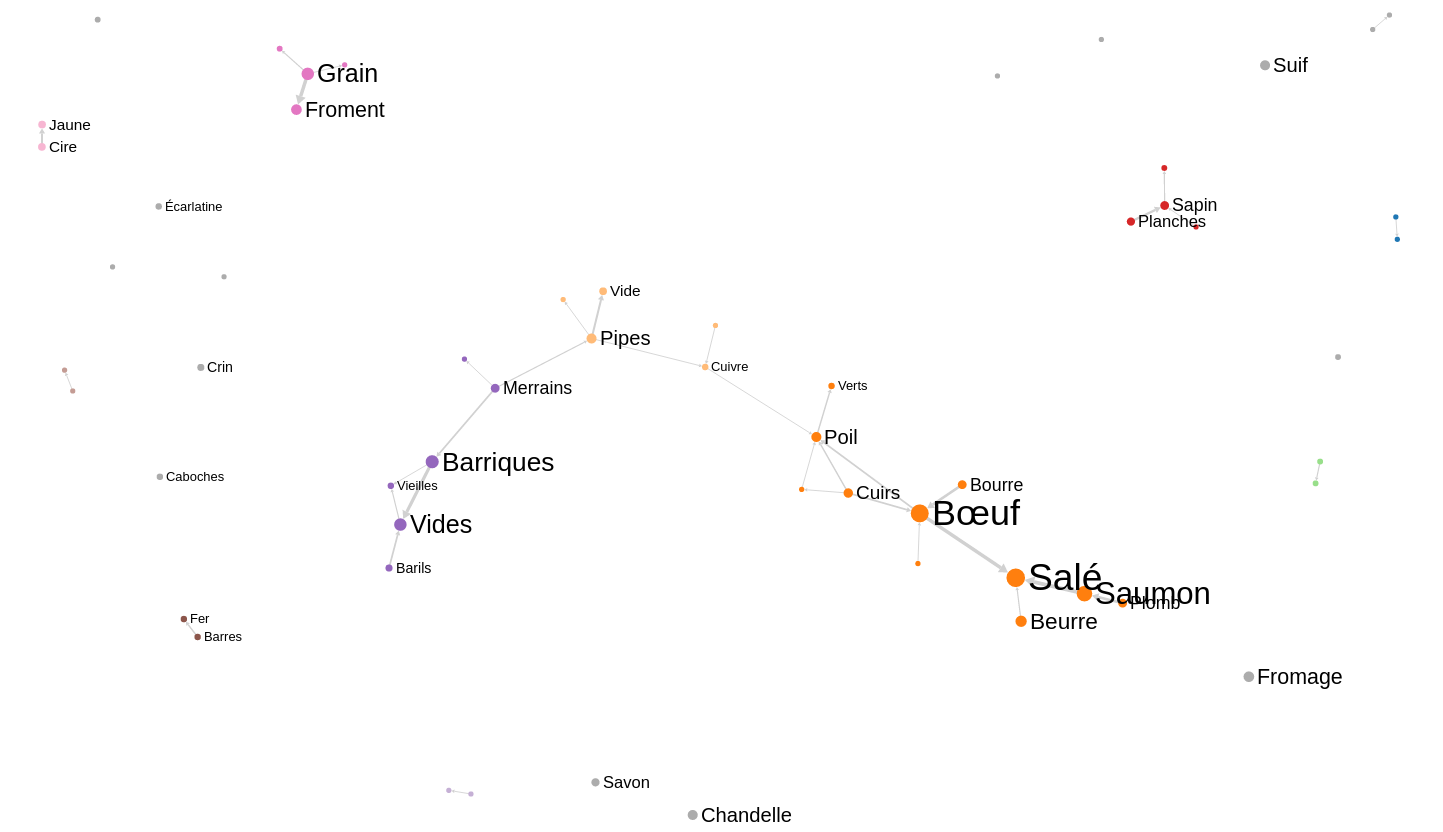 Suif
Grain
Froment
Jaune
Cire
Écarlatine
Sapin
Planches
Vide
Pipes
Cuivre
Crin
Merrains
Verts
Poil
Barriques
Caboches
Vieilles
Bourre
Cuirs
Bœuf
Vides
Barils
Salé
Saumon
Plomb
Fer
Beurre
Barres
Fromage
Savon
Chandelle